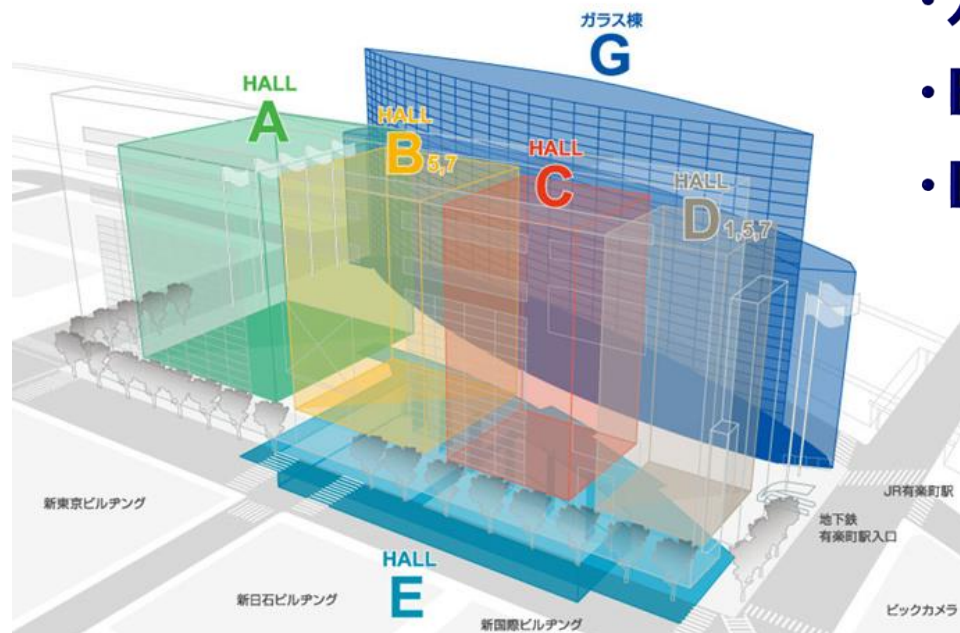 ガラス棟
G
HALL
A
HALL
B 5,7
HALL
C
HALL
D 1,5,7
新東京ビルヂング
HALL
E
新日石ビルヂング
新国際ビルヂング
JR有楽町駅
地下鉄
有楽町駅入口
ビックカメラ